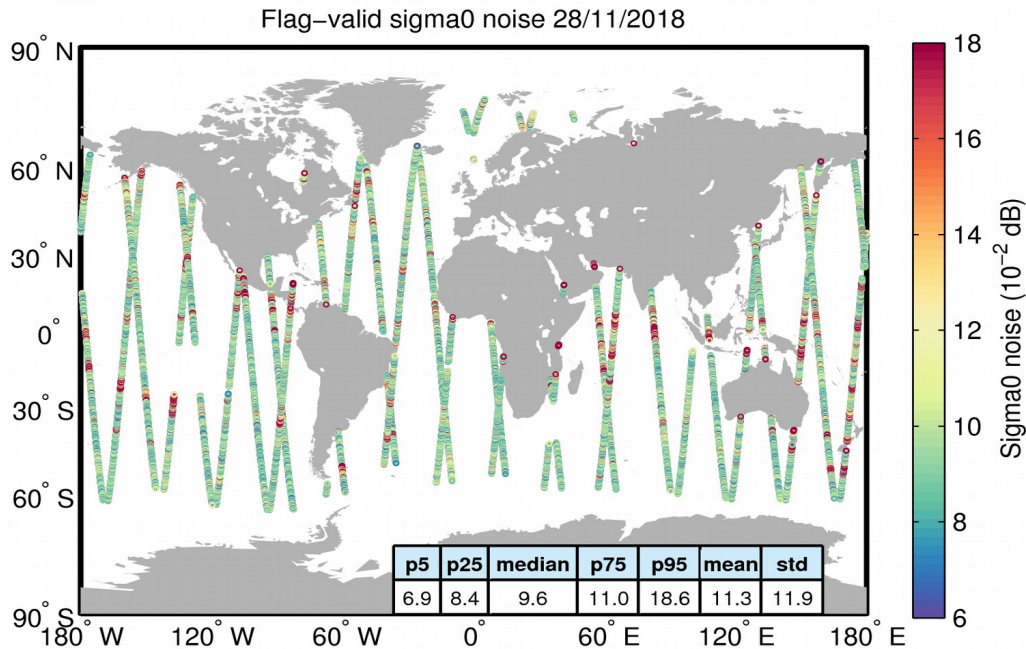 Flag−valid sigma0 noise 28/11/2018
90° N
60° N
30° N
0°
30° S
60° S
90° S
180° W
120° W
60° W
0°
60° E
120° E
180° E
p5 p25 median p75 p95 mean std
6.9 8.4 9.6 11.0 18.6 11.3 11.9
18
16
14
12
10
8
6
Sigma0 noise (10⁻² dB)